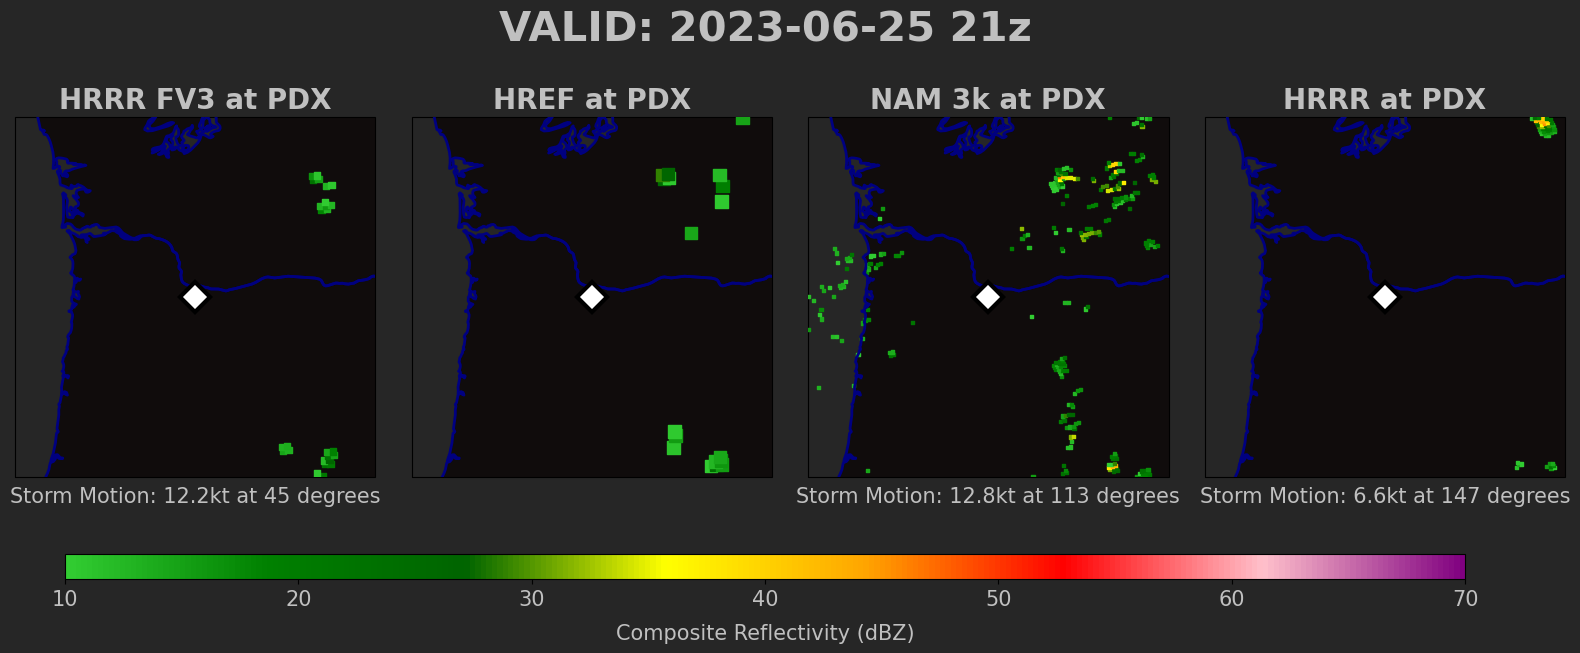 VALID: 2023-06-25 21z
HRRR FV3 at PDX
HREF at PDX
NAM 3k at PDX
HRRR at PDX
Storm Motion: 12.2kt at 45 degrees
Storm Motion: 12.8kt at 113 degrees
Storm Motion: 6.6kt at 147 degrees
10 20 30 40 50 60 70
Composite Reflectivity (dBZ)